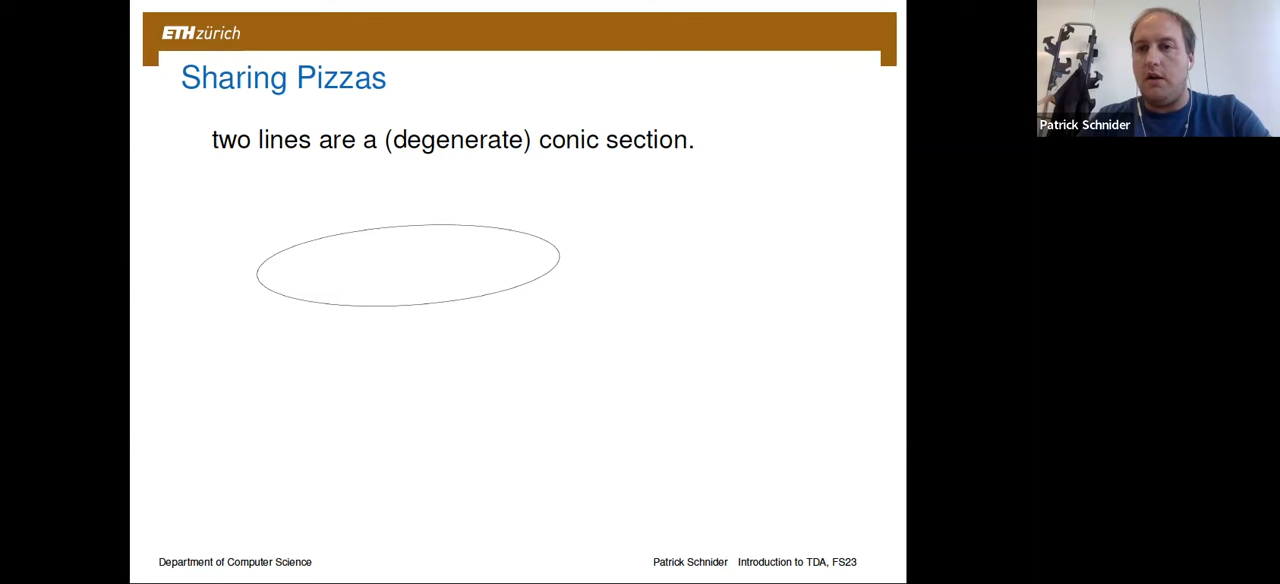 ETH zürich
Sharing Pizzas
two lines are a (degenerate) conic section.
Patrick Schnider
Department of Computer Science
Patrick Schnider Introduction to TDA, FS23